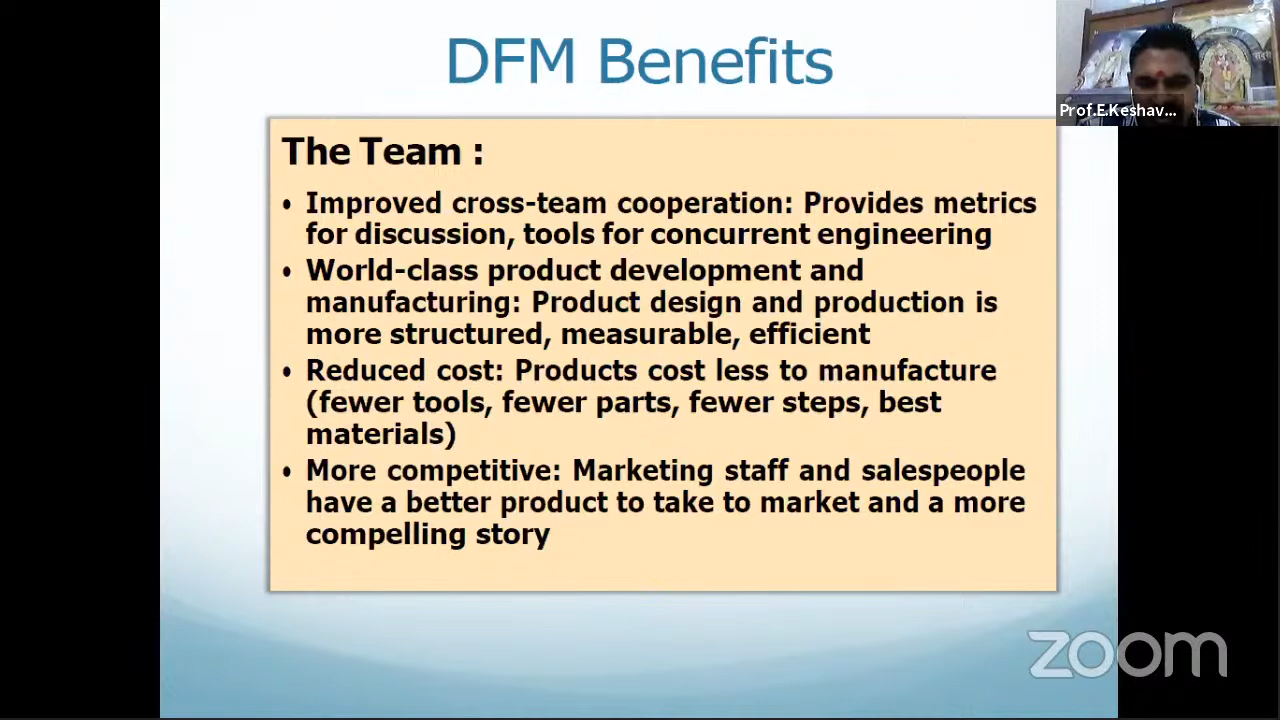 DFM Benefits
Prof.E.Keshav...
The Team :
• Improved cross-team cooperation: Provides metrics
for discussion, tools for concurrent engineering
• World-class product development and
manufacturing: Product design and production is
more structured, measurable, efficient
• Reduced cost: Products cost less to manufacture
(fewer tools, fewer parts, fewer steps, best
materials)
• More competitive: Marketing staff and salespeople
have a better product to take to market and a more
compelling story
zoom